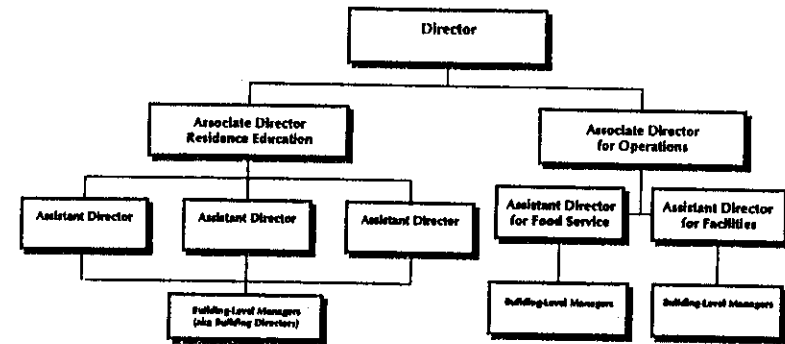 Director
Associate Director
Residence Education
Associate Director
for Operations
Assistant Director
Assistant Director
Assistant Director
Assistant Director
for Food Service
Assistant Director
for Facilities
Building-Level Managers
(aka Building Directors)
Building-Level Managers
Building-Level Managers